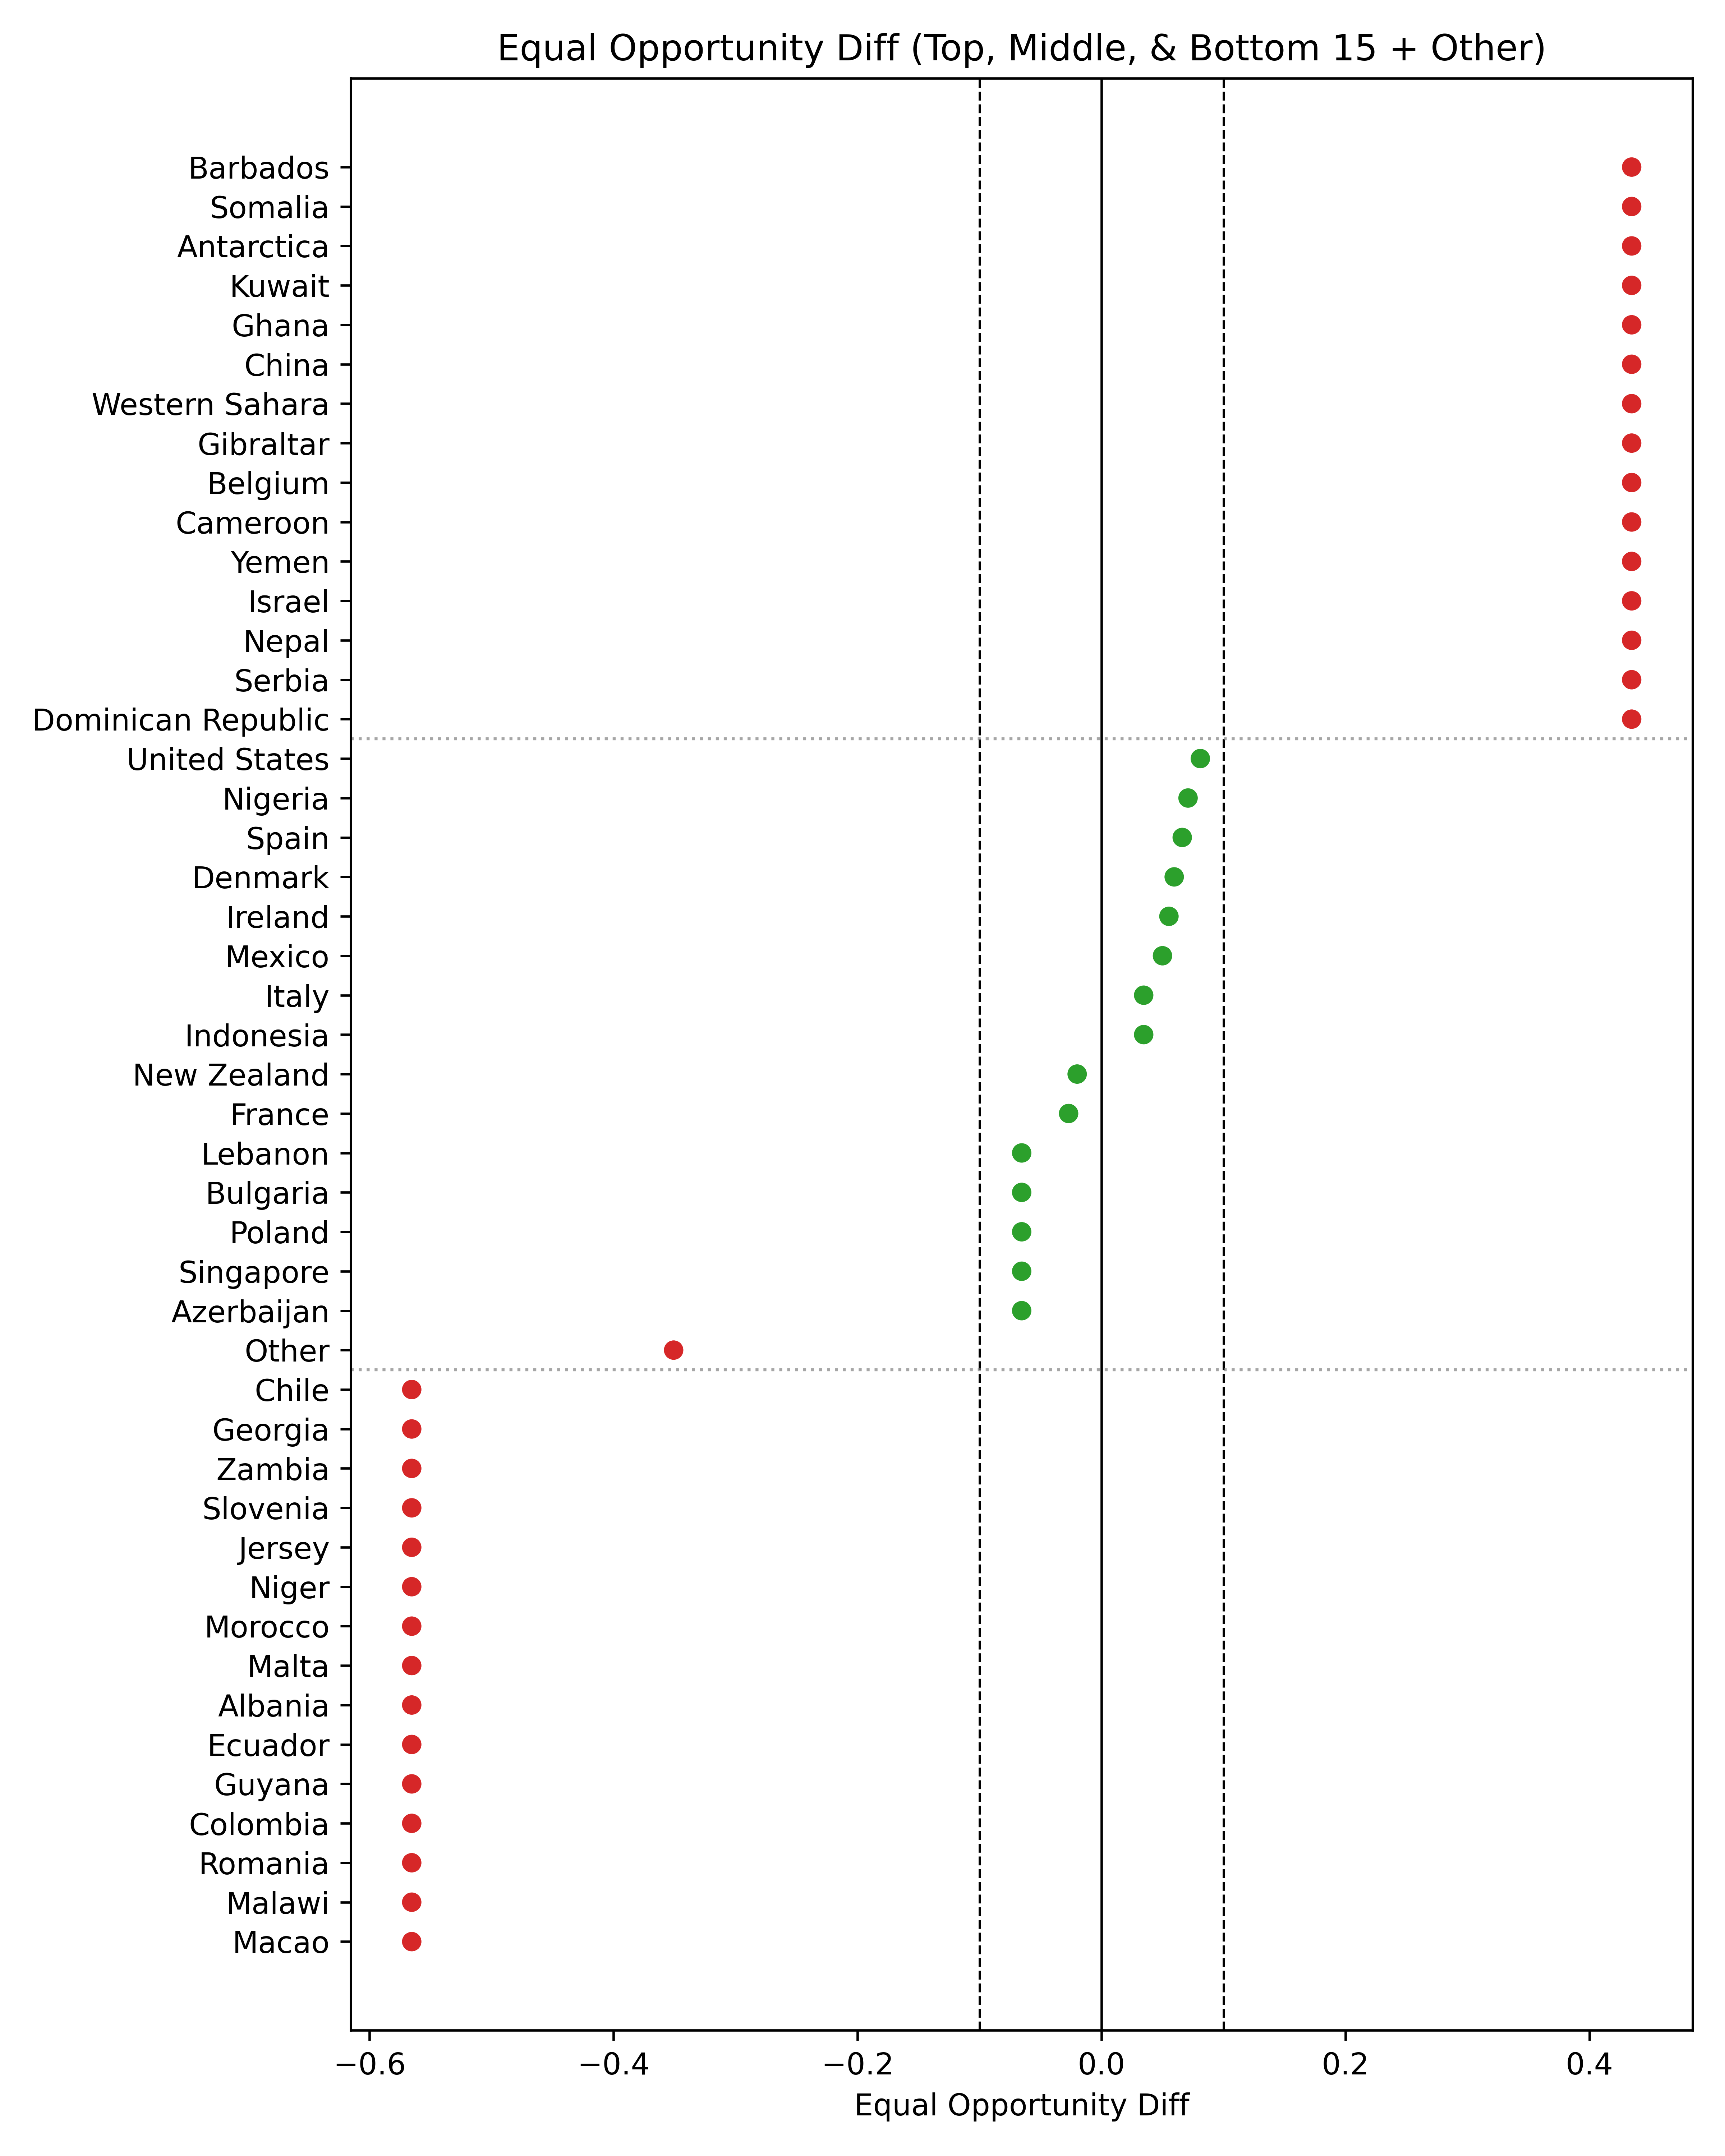 Equal Opportunity Diff (Top, Middle, & Bottom 15 + Other)
Barbados
Somalia
Antarctica
Kuwait
Ghana
China
Western Sahara
Gibraltar
Belgium
Cameroon
Yemen
Israel
Nepal
Serbia
Dominican Republic
United States
Nigeria
Spain
Denmark
Ireland
Mexico
Italy
Indonesia
New Zealand
France
Lebanon
Bulgaria
Poland
Singapore
Azerbaijan
Other
Chile
Georgia
Zambia
Slovenia
Jersey
Niger
Morocco
Malta
Albania
Ecuador
Guyana
Colombia
Romania
Malawi
Macao
−0.6 −0.4 −0.2 0.0 0.2 0.4
Equal Opportunity Diff